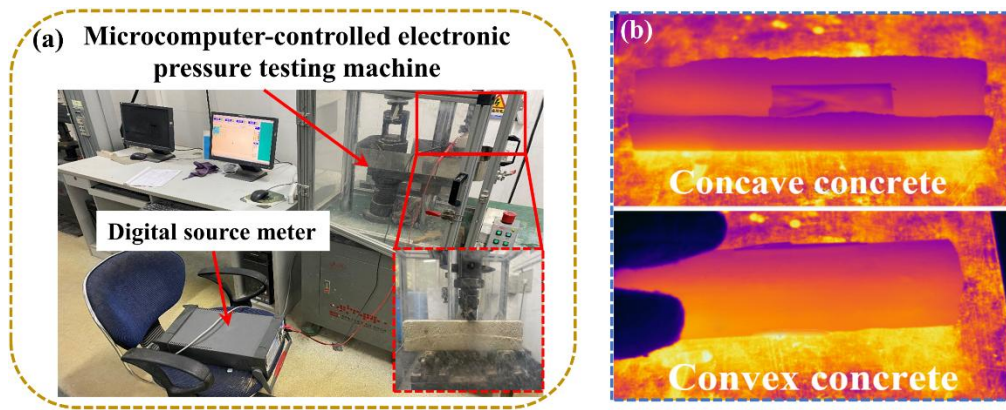 (a) Microcomputer-controlled electronic
pressure testing machine
Digital source meter
(b)
Concave concrete
Convex concrete